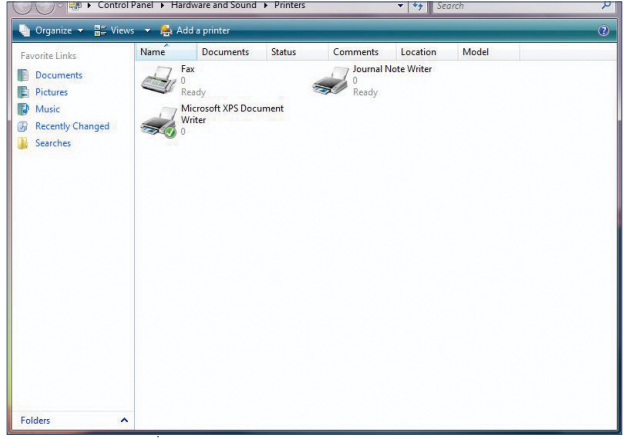 Control Panel ▸ Hardware and Sound ▸ Printers Search
Organize Views Add a printer
Favorite Links
Documents
Pictures
Music
Recently Changed
Searches
Folders
Name Documents Status Comments Location Model
Fax
0
Ready
Journal Note Writer
0
Ready
Microsoft XPS Document
Writer
0